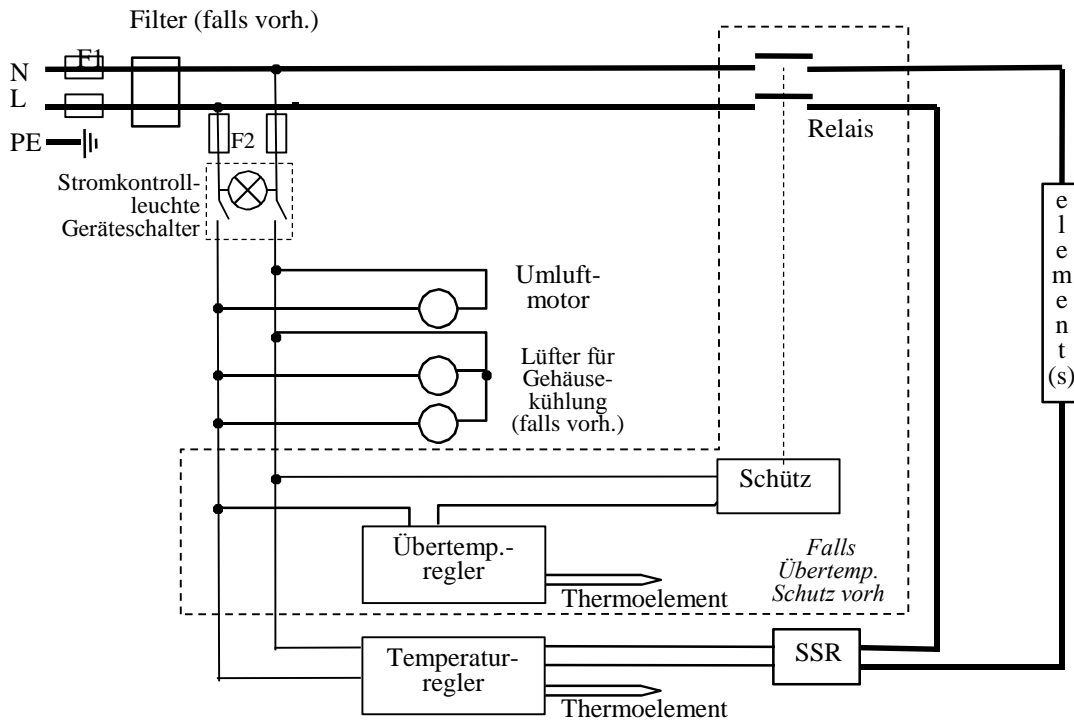 Filter (falls vorh.)
F1
N
L
PE
F2
Relais
Stromkontroll-
leuchte
Geräteschalter
element(s)
Umluft-
motor
Lüfter für
Gehäuse-
kühlung
(falls vorh.)
Schütz
Übertemp.-
regler
Falls
Übertemp.
Schutz vorh
Thermoelement
Temperatur-
regler
SSR
Thermoelement